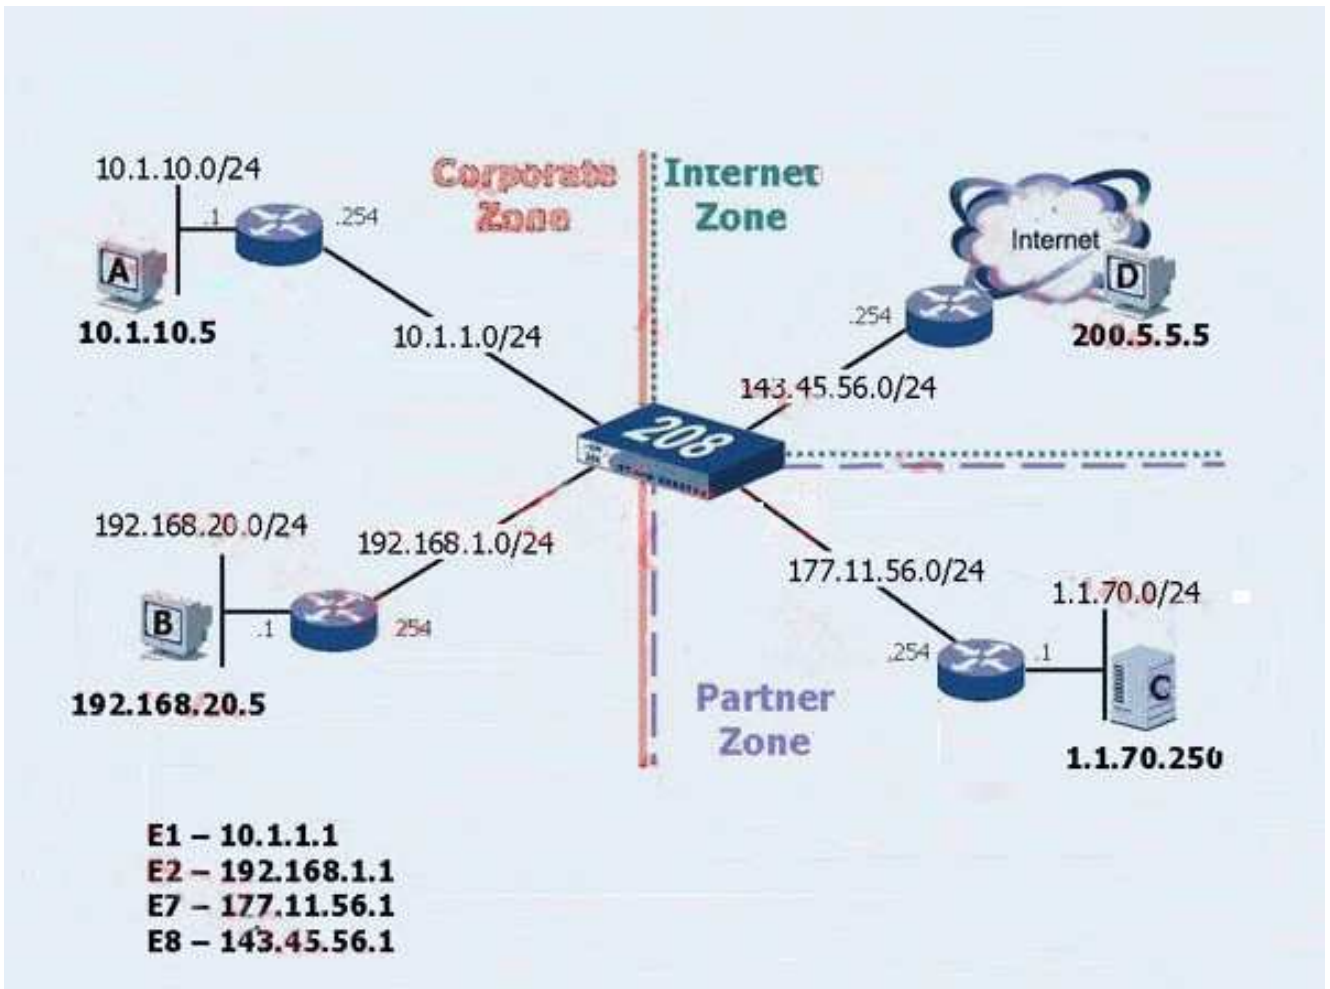 10.1.10.0/24
.1
.254
A
10.1.10.5
10.1.1.0/24
Corporate
Zone
Internet
Zone
Internet
D
.254
200.5.5.5
143.45.56.0/24
208
192.168.20.0/24
192.168.1.0/24
B
.1
254
192.168.20.5
177.11.56.0/24
1.1.70.0/24
.254
.1
C
1.1.70.250
Partner
Zone
E1 – 10.1.1.1
E2 – 192.168.1.1
E7 – 177.11.56.1
E8 – 143.45.56.1